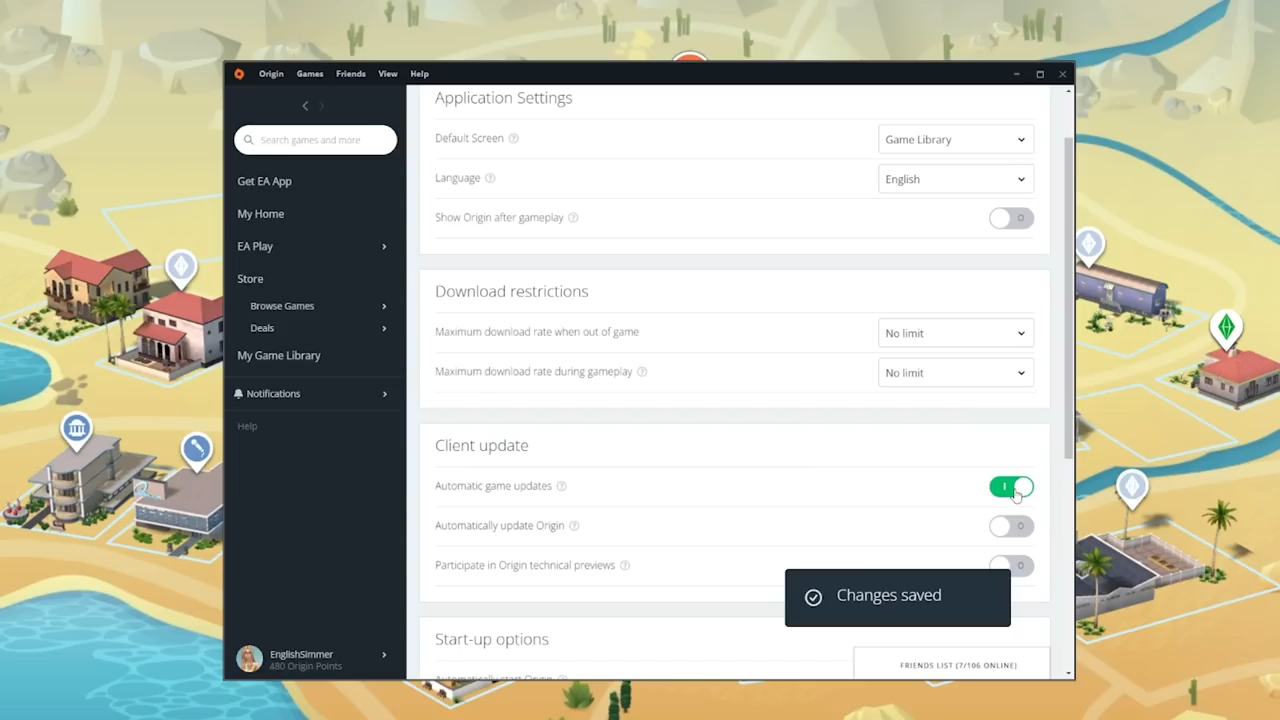 Origin Games Friends View Help
Search games and more
Get EA App
My Home
EA Play
Store
Browse Games
Deals
My Game Library
Notifications
Help
EnglishSimmer
480 Origin Points
Application Settings
Default Screen
Game Library
Language
English
Show Origin after gameplay
Download restrictions
Maximum download rate when out of game
No limit
Maximum download rate during gameplay
No limit
Client update
Automatic game updates
Automatically update Origin
Participate in Origin technical previews
Changes saved
Start-up options
Automatically start Origin
FRIENDS LIST (7/106 ONLINE)